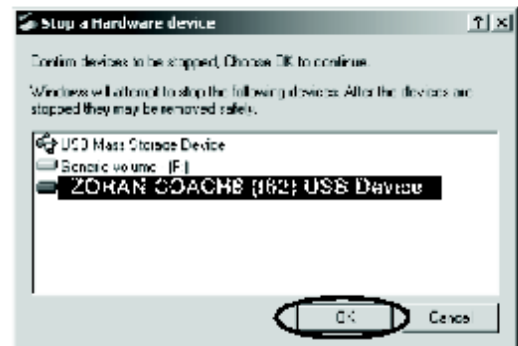 Stop a Hardware device
Confirm devices to be stopped, Choose OK to continue.
Windows will attempt to stop the following devices. After the devices are
stopped they may be removed safely.
USB Mass Storage Device
Generic volume (F:)
ZORAN COACH6 (162) USB Device
OK
Cancel